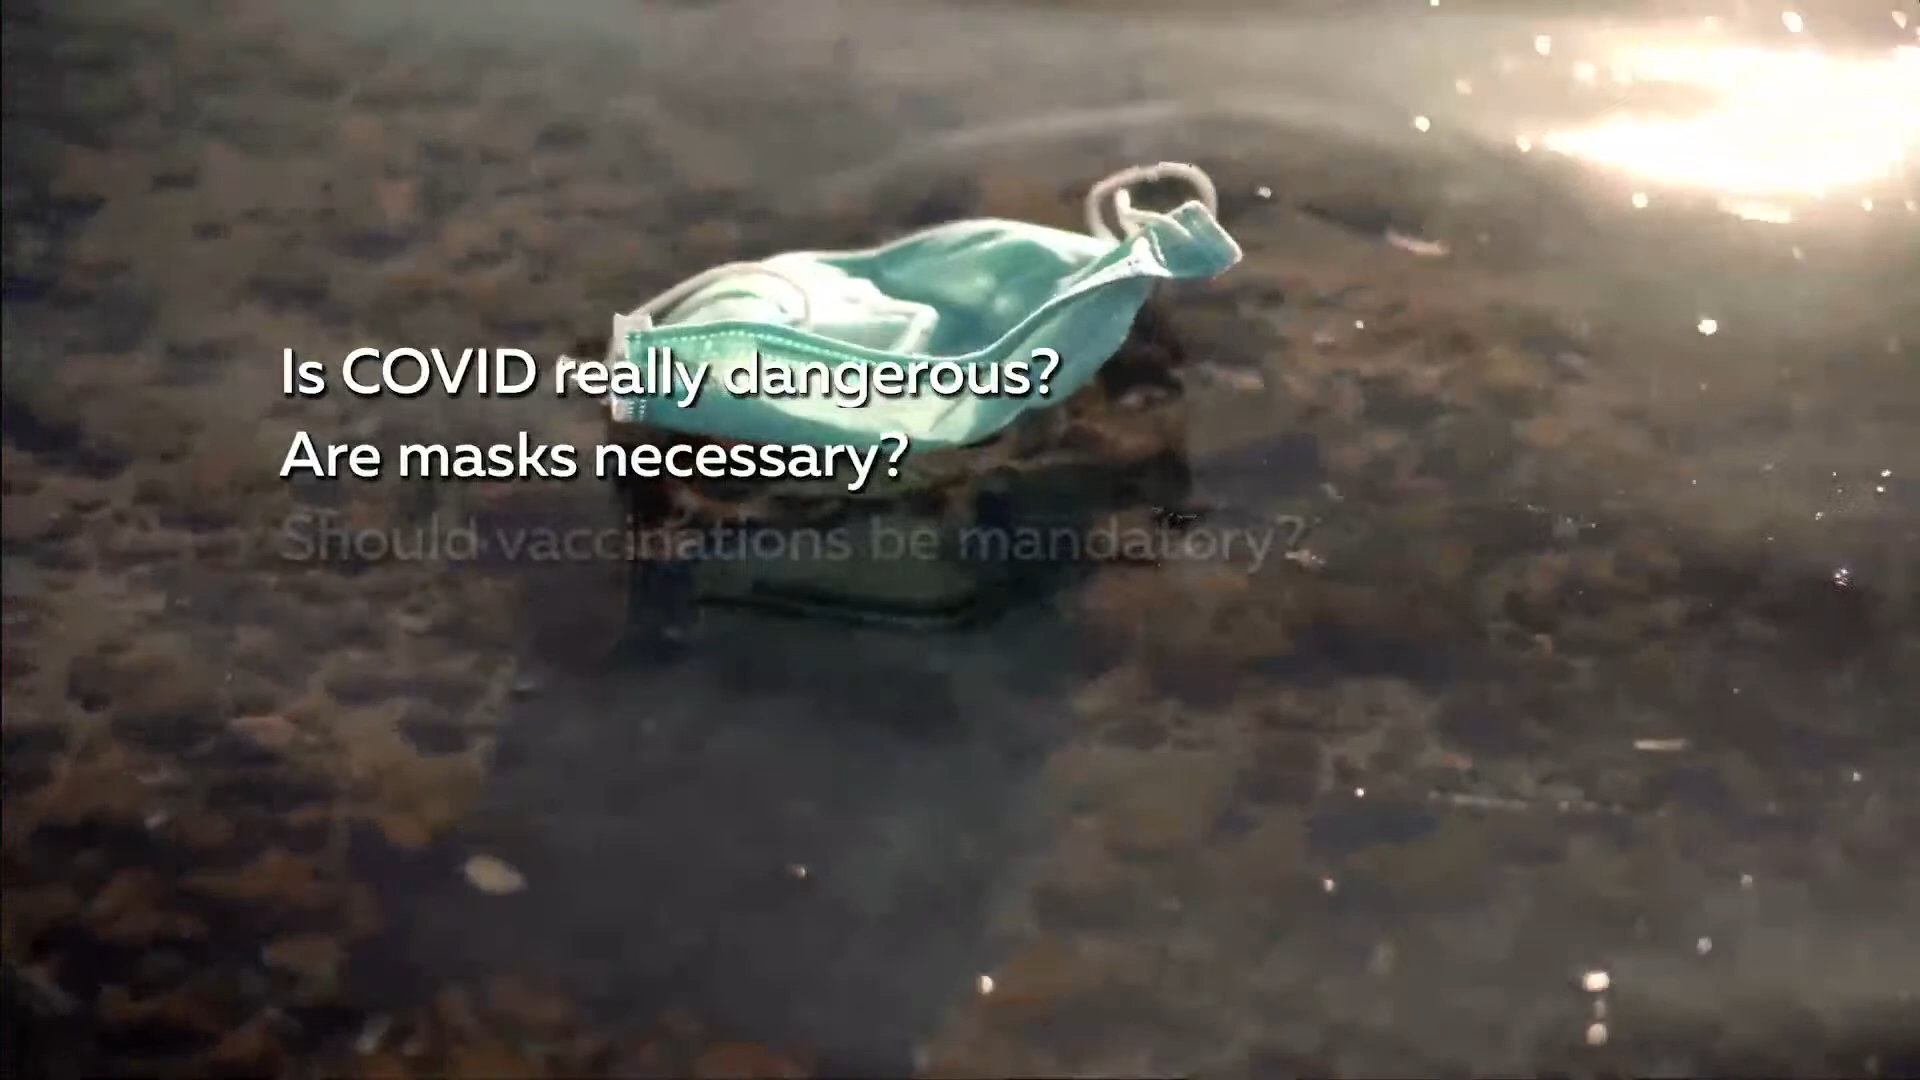 Is COVID really dangerous?
Are masks necessary?
Should vaccinations be mandatory?